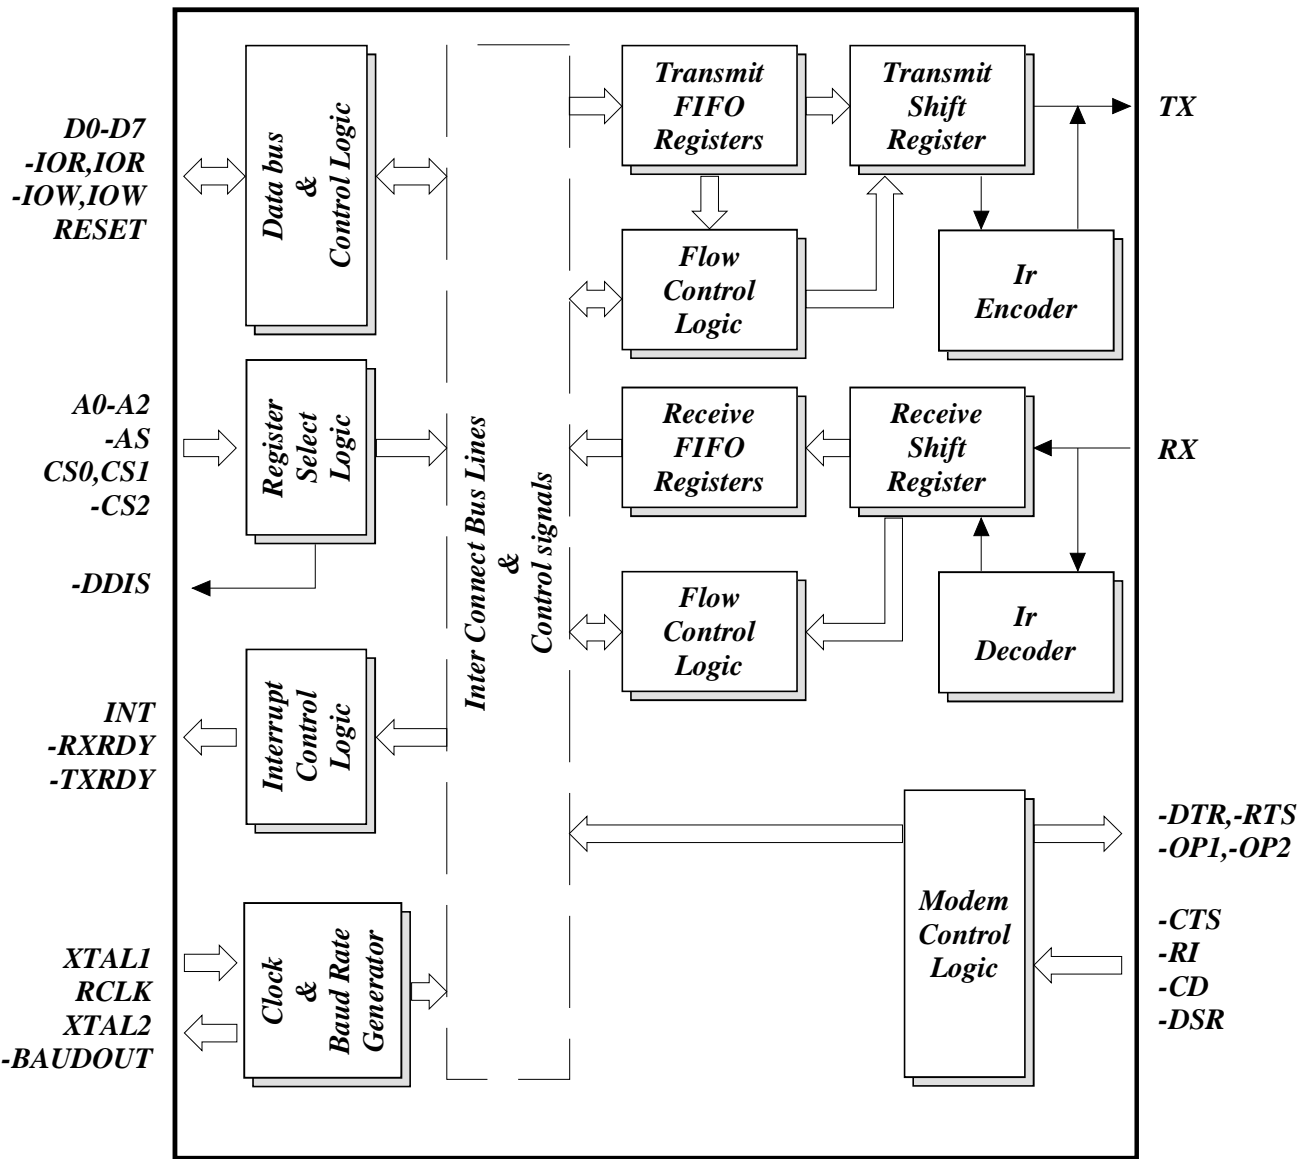 D0-D7
-IOR,IOR
-IOW,IOW
RESET
Data bus
&
Control Logic
A0-A2
-AS
CS0,CS1
-CS2
Register
Select
Logic
-DDIS
INT
-RXRDY
-TXRDY
Interrupt
Control
Logic
XTAL1
RCLK
XTAL2
-BAUDOUT
Clock
&
Baud Rate
Generator
Inter Connect Bus Lines
&
Control signals
Transmit
FIFO
Registers
Transmit
Shift
Register
TX
Flow
Control
Logic
Ir
Encoder
Receive
FIFO
Registers
Receive
Shift
Register
RX
Flow
Control
Logic
Ir
Decoder
Modem
Control
Logic
-DTR,-RTS
-OP1,-OP2
-CTS
-RI
-CD
-DSR